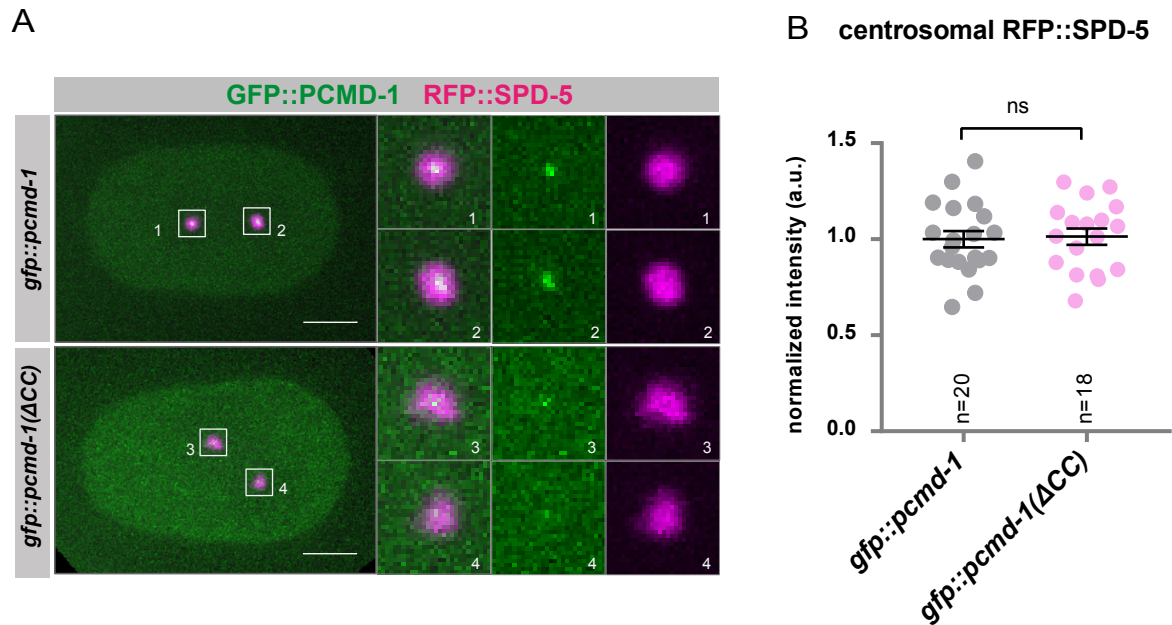 A
GFP::PCMD-1 RFP::SPD-5
gfp::pcmd-1
1
2
1
1
1
2
2
2
gfp::pcmd-1(ΔCC)
3
4
3
3
3
4
4
4
B centrosomal RFP::SPD-5
ns
normalized intensity (a.u.)
1.5
1.0
0.5
0.0
n=20
n=18
gfp::pcmd-1
gfp::pcmd-1(ΔCC)